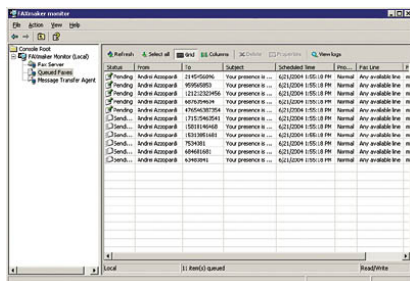 FAXmaker monitor
File Action View Help
Console Root
FAXmaker Monitor (Local)
Fax Server
Queued Faxes
Message Transfer Agent
Refresh Select all Grid Columns Delete Properties View logs
Status From To Subject Scheduled Time Prio... Fax Line
Pending Andrei Azzopardi 2145456896 Your presence is ... 6/21/2004 1:55:18 PM Normal Any available line
Pending Andrei Azzopardi Your presence is ... 6/21/2004 1:55:18 PM Normal Any available line
Pending Andrei Azzopardi Your presence is ... 6/21/2004 1:55:18 PM Normal Any available line
Pending Andrei Azzopardi Your presence is ... 6/21/2004 1:55:18 PM Normal Any available line
Pending Andrei Azzopardi Your presence is ... 6/21/2004 1:55:18 PM Normal Any available line
Sendi... Andrei Azzopardi Your presence is ... 6/21/2004 1:55:18 PM Normal Any available line
Sendi... Andrei Azzopardi Your presence is ... 6/21/2004 1:55:18 PM Normal Any available line
Sendi... Andrei Azzopardi Your presence is ... 6/21/2004 1:55:18 PM Normal Any available line
Sendi... Andrei Azzopardi 7534381 Your presence is ... 6/21/2004 1:55:18 PM Normal Any available line
Sendi... Andrei Azzopardi 684681681 Your presence is ... 6/21/2004 1:55:18 PM Normal Any available line
Sendi... Andrei Azzopardi Your presence is ... 6/21/2004 1:55:18 PM Normal Any available line
Local 11 item(s) queued Read/Write